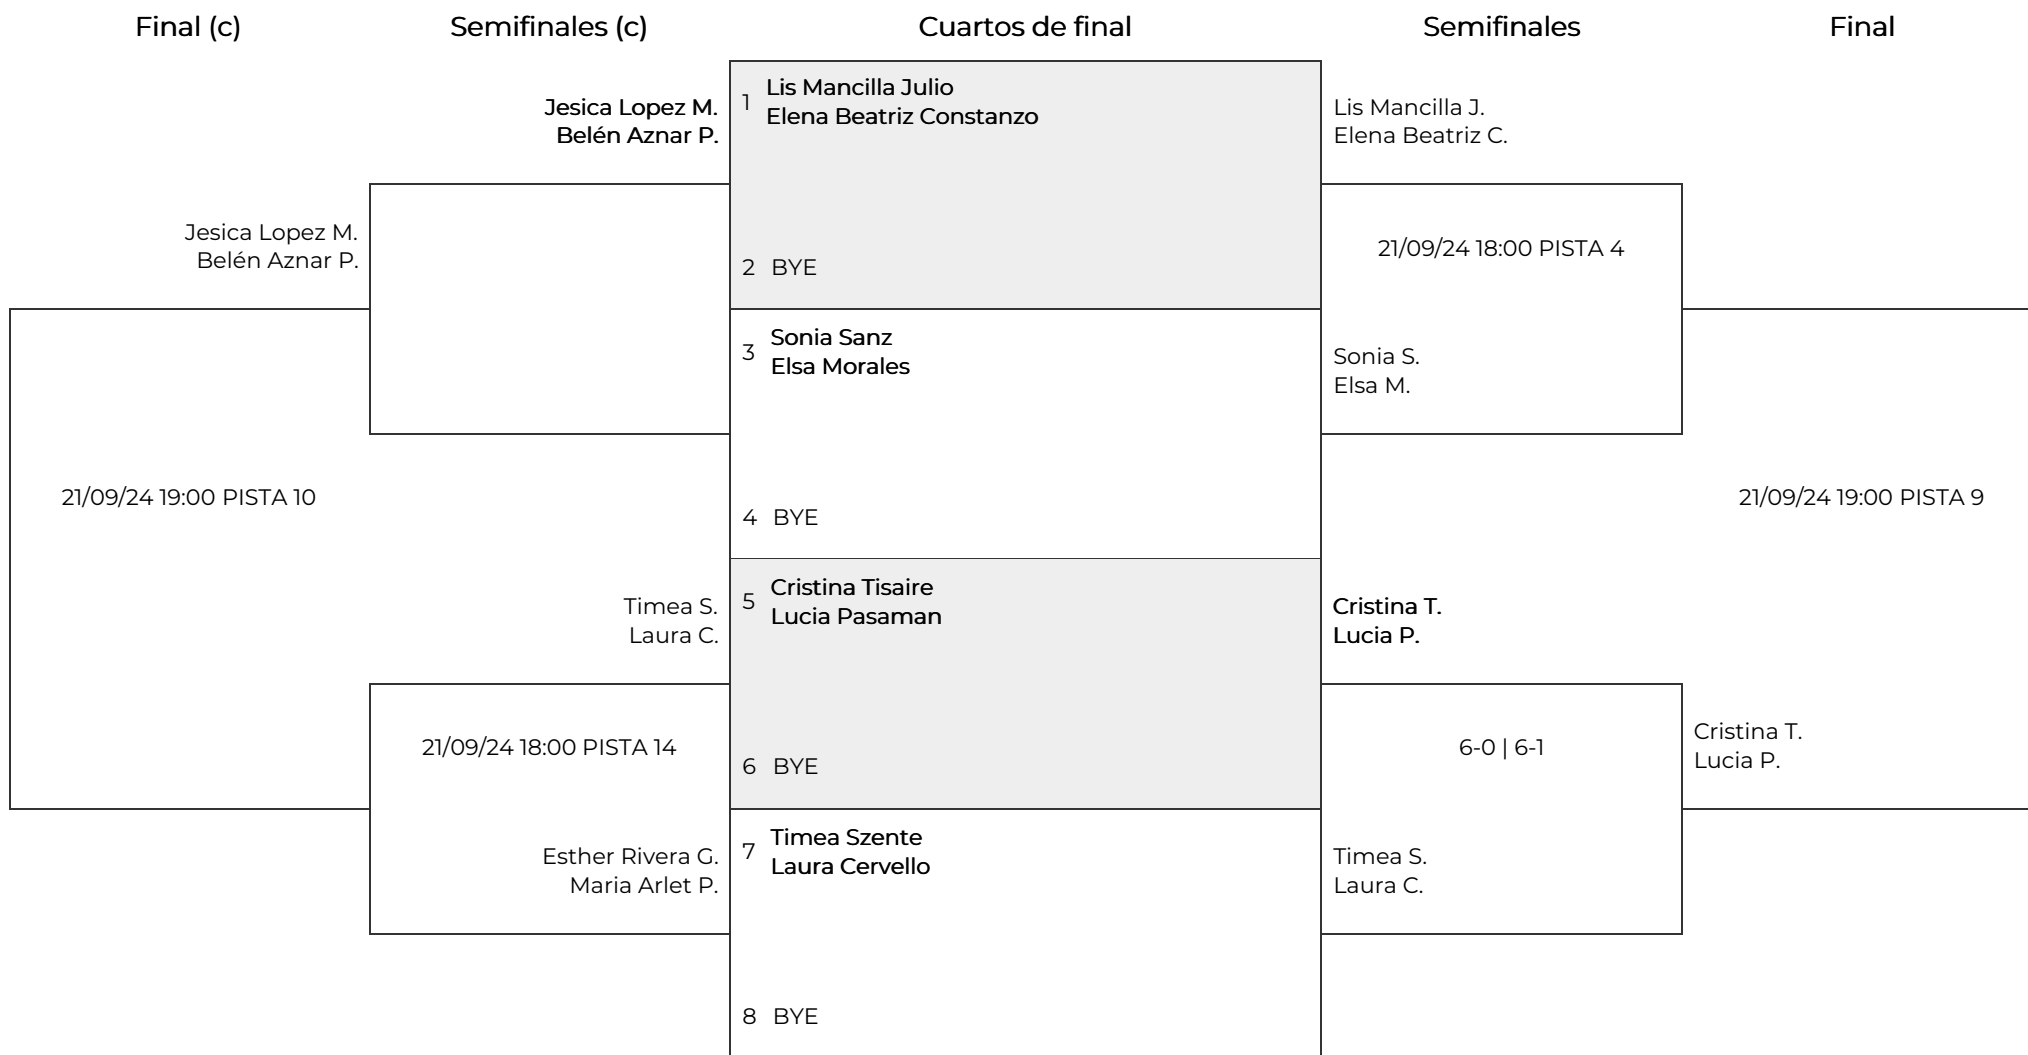 Final (c)
Semifinales (c)
Cuartos de final
Semifinales
Final
Jesica Lopez M.
Belén Aznar P.
Jesica Lopez M.
Belén Aznar P.
21/09/24 19:00 PISTA 10
Timea S.
Laura C.
21/09/24 18:00 PISTA 14
Esther Rivera G.
Maria Arlet P.
1 Lis Mancilla Julio
Elena Beatriz Constanzo
2 BYE
3 Sonia Sanz
Elsa Morales
4 BYE
5 Cristina Tisaire
Lucia Pasaman
6 BYE
7 Timea Szente
Laura Cervello
8 BYE
Lis Mancilla J.
Elena Beatriz C.
21/09/24 18:00 PISTA 4
Sonia S.
Elsa M.
Cristina T.
Lucia P.
6-0 | 6-1
Timea S.
Laura C.
21/09/24 19:00 PISTA 9
Cristina T.
Lucia P.